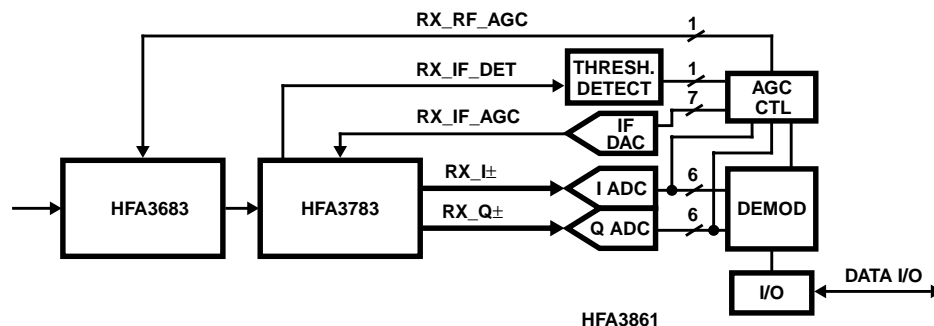 RX_RF_AGC
1
RX_IF_DET
THRESH.
DETECT
1
AGC
CTL
7
RX_IF_AGC
IF
DAC
RX_I±
I ADC
6
HFA3683
HFA3783
DEMOD
RX_Q±
Q ADC
6
I/O
DATA I/O
HFA3861